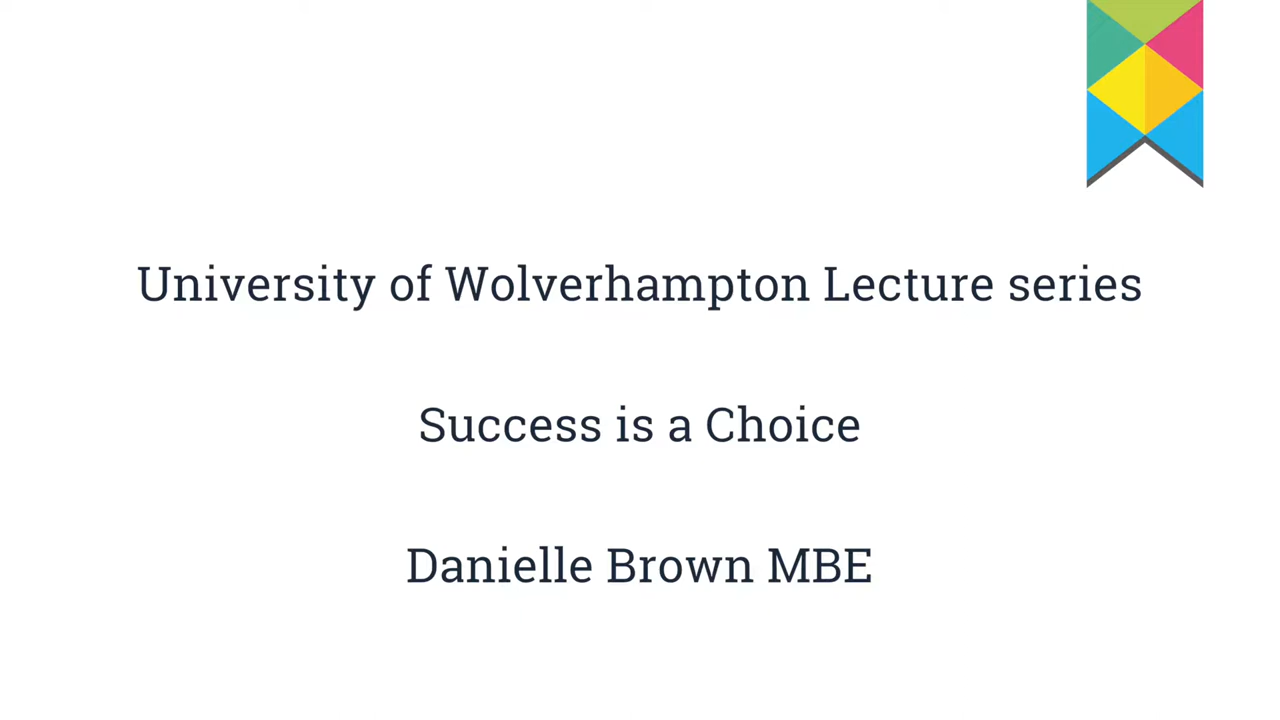 University of Wolverhampton Lecture series
Success is a Choice
Danielle Brown MBE